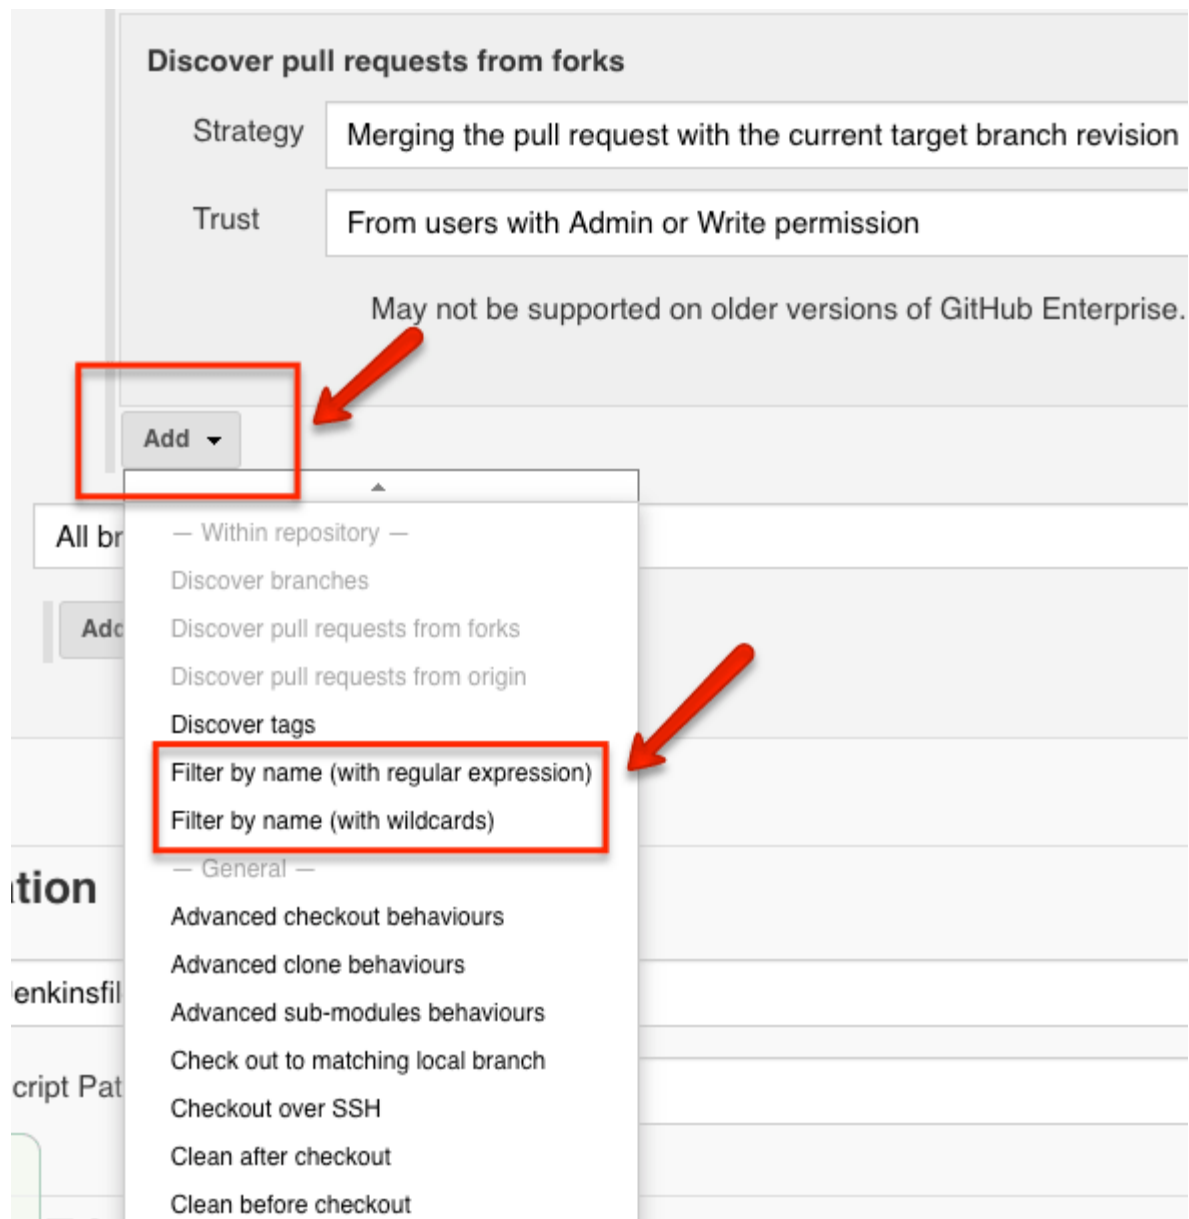 Discover pull requests from forks
Strategy
Merging the pull request with the current target branch revision
Trust
From users with Admin or Write permission
May not be supported on older versions of GitHub Enterprise.
Add
All br
— Within repository —
Discover branches
Add
Discover pull requests from forks
Discover pull requests from origin
Discover tags
Filter by name (with regular expression)
Filter by name (with wildcards)
— General —
ation
Advanced checkout behaviours
Advanced clone behaviours
enkinsfil
Advanced sub-modules behaviours
Check out to matching local branch
cript Pat
Checkout over SSH
Clean after checkout
Clean before checkout